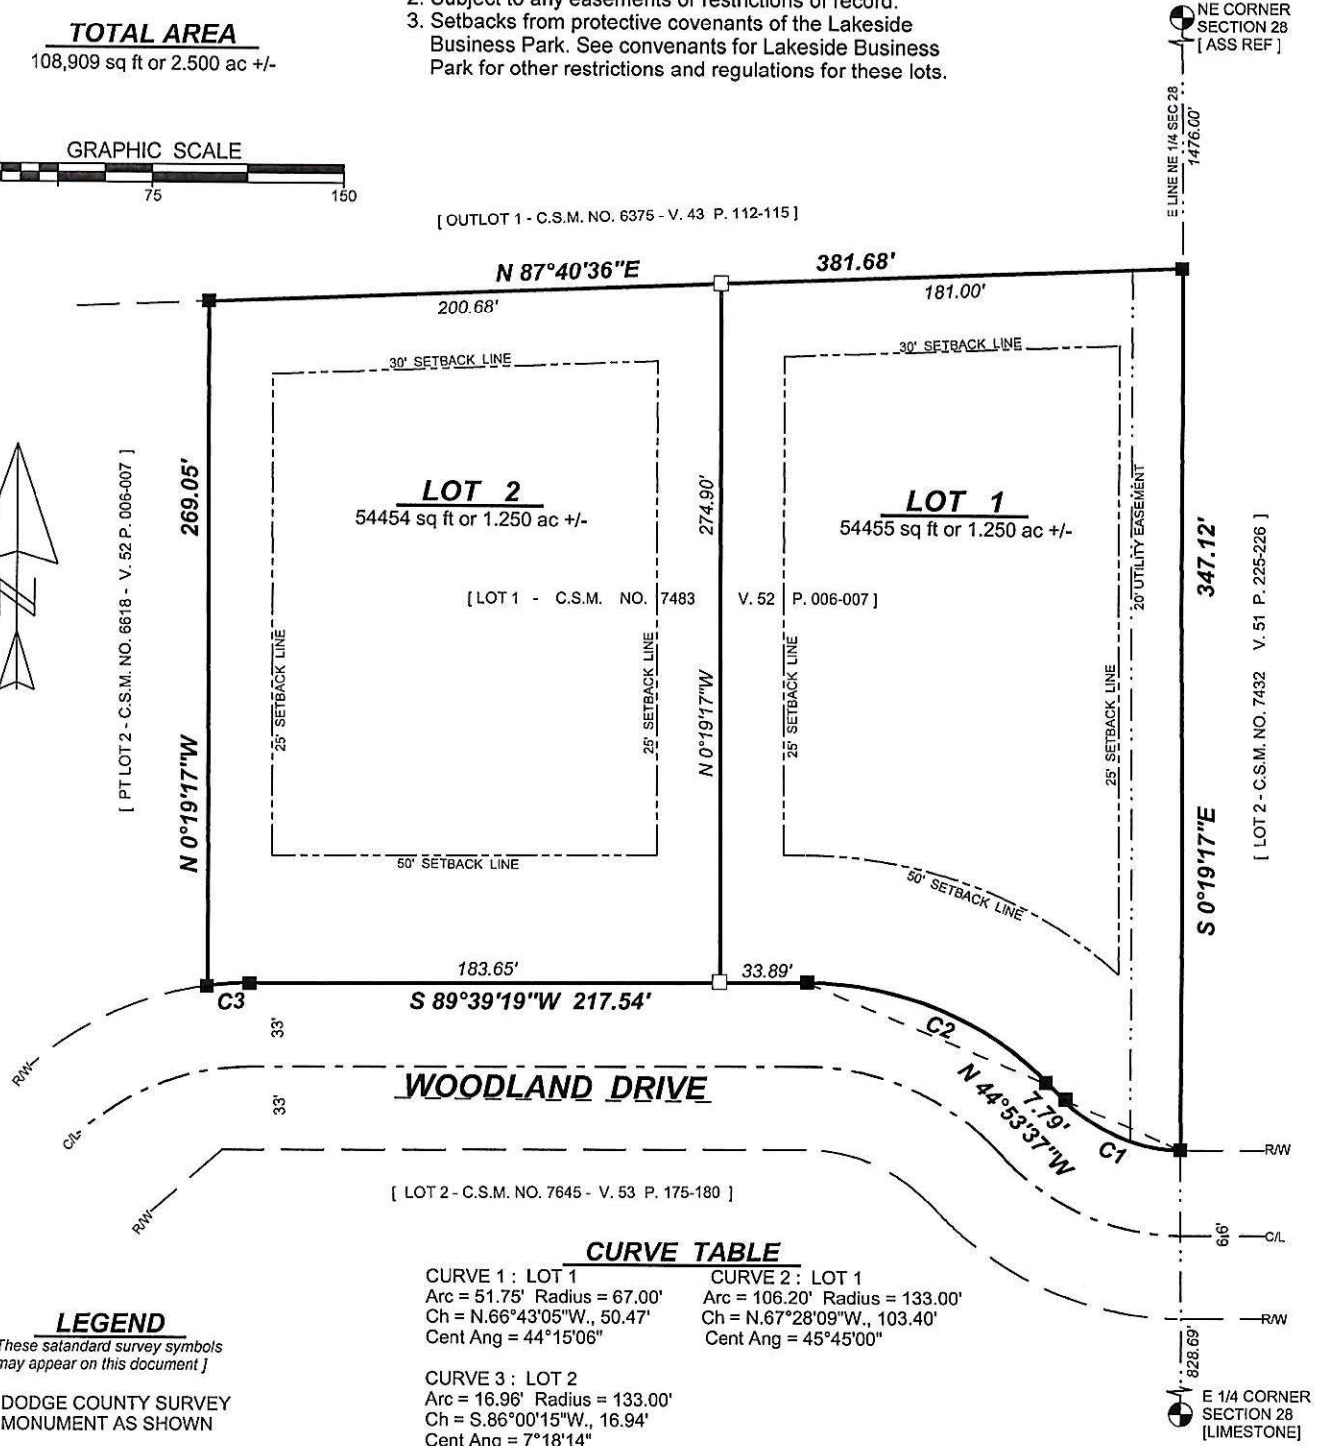 2. Subject to any easements or restrictions of record.
3. Setbacks from protective covenants of the Lakeside
Business Park. See convenants for Lakeside Business
Park for other restrictions and regulations for these lots.
TOTAL AREA
108,909 sq ft or 2.500 ac +/-
NE CORNER
SECTION 28
[ ASS REF ]
E LINE NE 1/4 SEC 28
1476.00'
GRAPHIC SCALE
75
150
[ OUTLOT 1 - C.S.M. NO. 6375 - V. 43 P. 112-115 ]
N 87°40'36"E
381.68'
200.68'
181.00'
30' SETBACK LINE
30' SETBACK LINE
LOT 2
54454 sq ft or 1.250 ac +/-
LOT 1
54455 sq ft or 1.250 ac +/-
269.05'
N 0°19'17"W
[ PT LOT 2 - C.S.M. NO. 6618 - V. 52 P. 006-007 ]
274.90'
N 0°19'17"W
20' UTILITY EASEMENT
347.12'
S 0°19'17"E
[ LOT 2 - C.S.M. NO. 7432 V. 51 P. 225-226 ]
[ LOT 1 - C.S.M. NO. 7483 V. 52 P. 006-007 ]
25' SETBACK LINE
25' SETBACK LINE
25' SETBACK LINE
25' SETBACK LINE
50' SETBACK LINE
50' SETBACK LINE
183.65'
33.89'
C3
S 89°39'19"W 217.54'
C2
7.79'
N 44°53'37"W
C1
33'
33'
WOODLAND DRIVE
R/W
C/L
R/W
R/W
66'
C/L
R/W
[ LOT 2 - C.S.M. NO. 7645 - V. 53 P. 175-180 ]
828.69'
CURVE TABLE
CURVE 1 : LOT 1
Arc = 51.75' Radius = 67.00'
Ch = N.66°43'05"W., 50.47'
Cent Ang = 44°15'06"
CURVE 2 : LOT 1
Arc = 106.20' Radius = 133.00'
Ch = N.67°28'09"W., 103.40'
Cent Ang = 45°45'00"
CURVE 3 : LOT 2
Arc = 16.96' Radius = 133.00'
Ch = S.86°00'15"W., 16.94'
Cent Ang = 7°18'14"
LEGEND
These satandard survey symbols
may appear on this document ]
DODGE COUNTY SURVEY
MONUMENT AS SHOWN
E 1/4 CORNER
SECTION 28
[LIMESTONE]